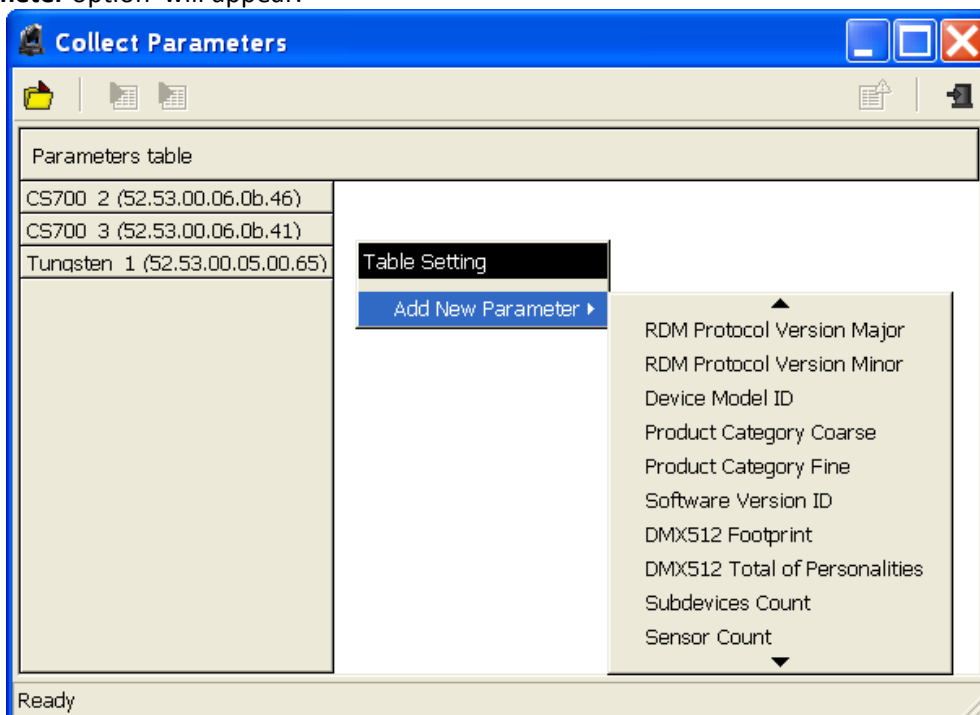 option will appear.
Collect Parameters
Parameters table
CS700 2 (52.53.00.06.0b.46)
CS700 3 (52.53.00.06.0b.41)
Tungsten 1 (52.53.00.05.00.65)
Table Setting
Add New Parameter
RDM Protocol Version Major
RDM Protocol Version Minor
Device Model ID
Product Category Coarse
Product Category Fine
Software Version ID
DMX512 Footprint
DMX512 Total of Personalities
Subdevices Count
Sensor Count
Ready